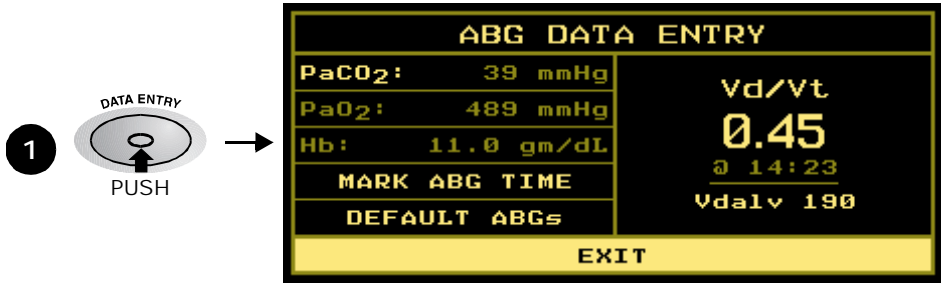 1
DATA ENTRY
PUSH
ABG DATA ENTRY
PaCO₂: 39 mmHg
PaO₂: 489 mmHg
Hb: 11.0 gm/dL
MARK ABG TIME
DEFAULT ABGs
Vd/Vt
0.45
@ 14:23
Vdalv 190
EXIT